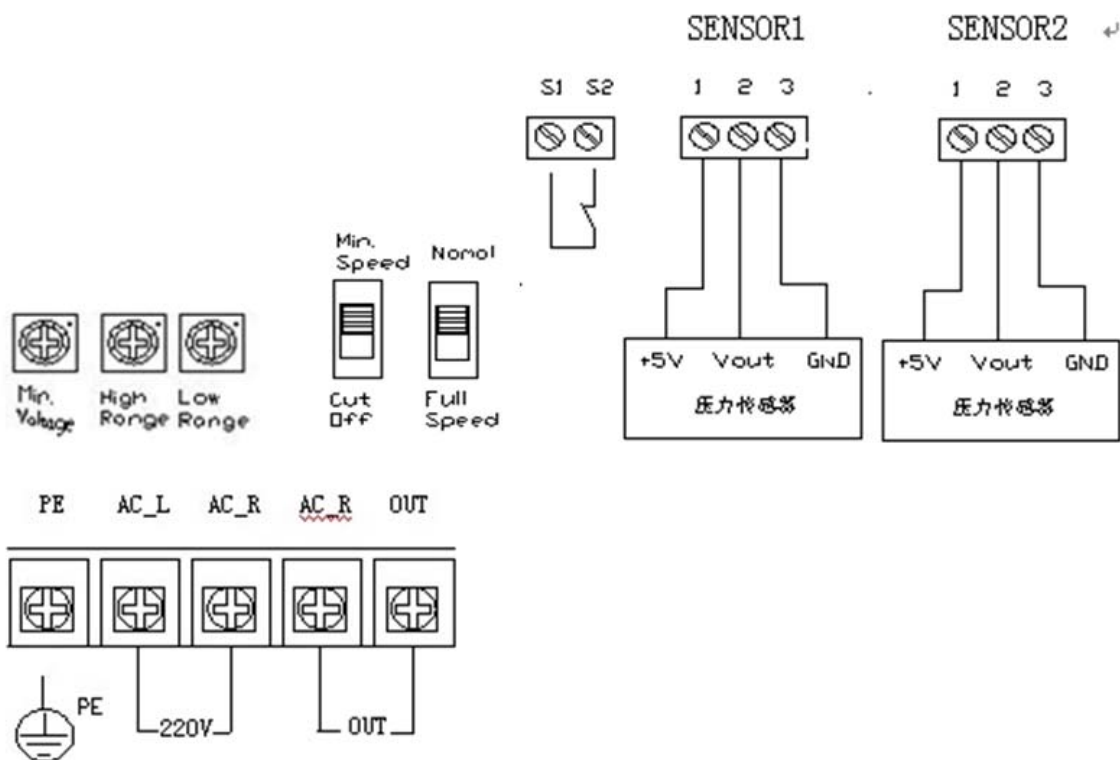 SENSOR1 SENSOR2
S1 S2 1 2 3 1 2 3
Min. Speed Nomal
Cut Off Full Speed
Min. Voltage High Range Low Range
+5V Vout GND
压力传感器
+5V Vout GND
压力传感器
PE AC_L AC_R AC_R OUT
PE
220V OUT